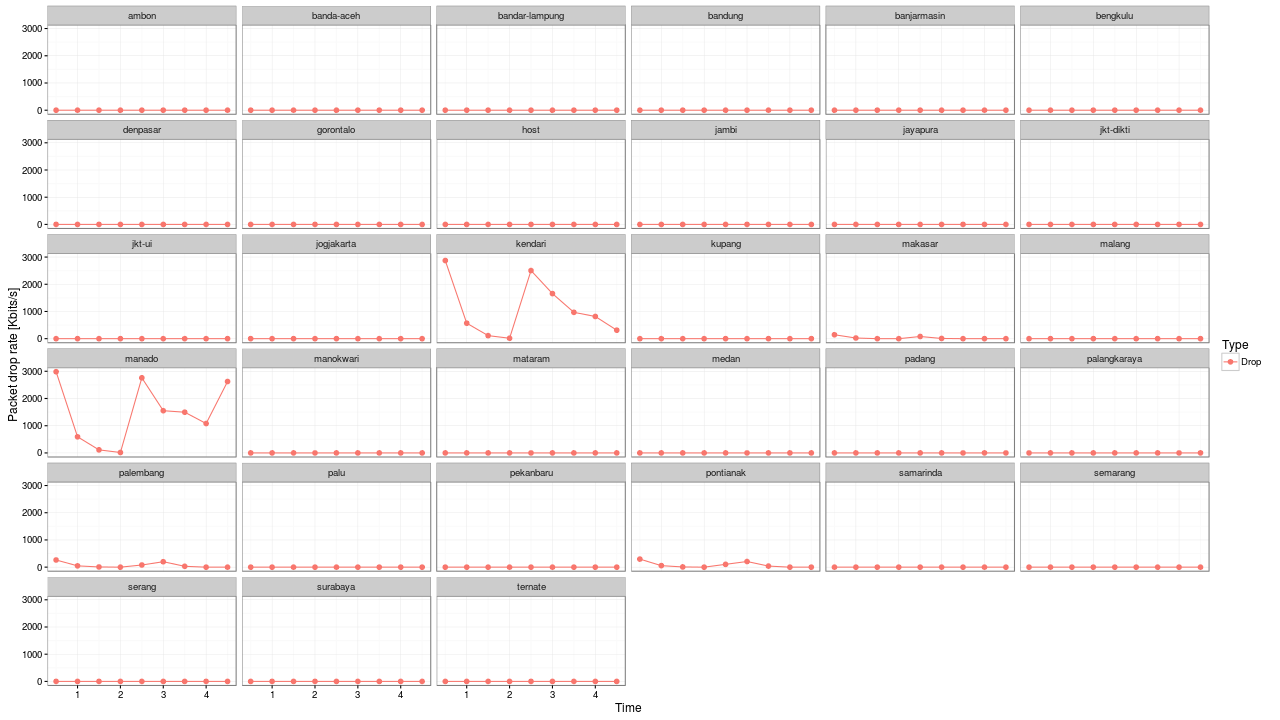 ambon banda-aceh bandar-lampung bandung banjarmasin bengkulu
3000
2000
1000
0
denpasar gorontalo host jambi jayapura jkt-dikti
3000
2000
1000
0
jkt-ui jogjakarta kendari kupang makasar malang
3000
2000
1000
0
manado manokwari mataram medan padang palangkaraya
3000
2000
1000
0
palembang palu pekanbaru pontianak samarinda semarang
3000
2000
1000
0
serang surabaya ternate
3000
2000
1000
0
1 2 3 4 1 2 3 4 1 2 3 4
Time
Packet drop rate [Kbits/s]
Type
Drop